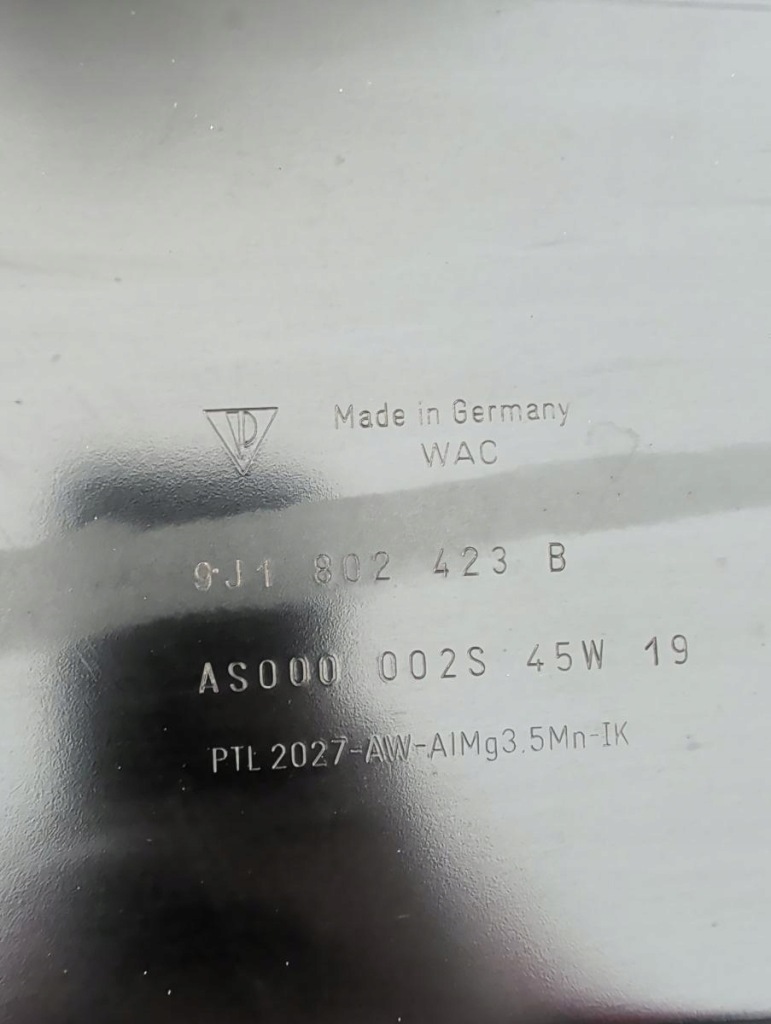 Made in Germany
WAC
9J1 802 423 B
AS000 002S 45W 19
PTL 2027-AW-AlMg3.5Mn-IK